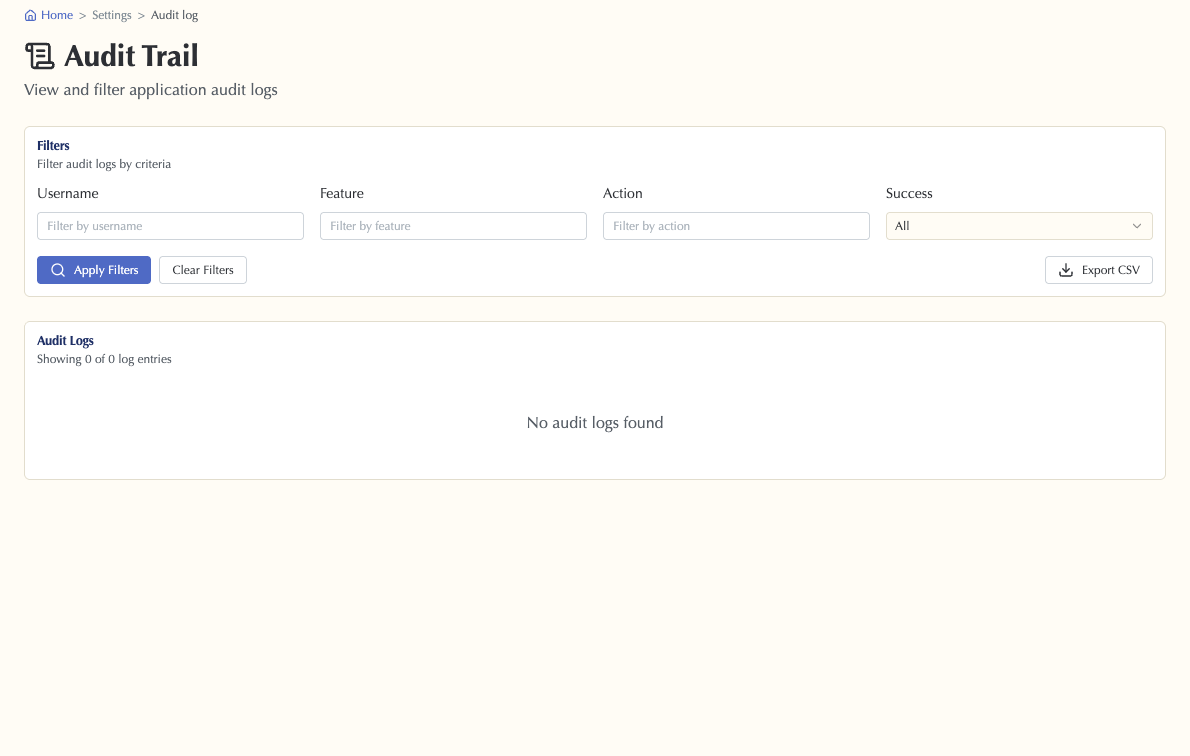 Home > Settings > Audit log
Audit Trail
View and filter application audit logs
Filters
Filter audit logs by criteria
Username Feature Action Success
Filter by username Filter by feature Filter by action All
Apply Filters Clear Filters Export CSV
Audit Logs
Showing 0 of 0 log entries
No audit logs found